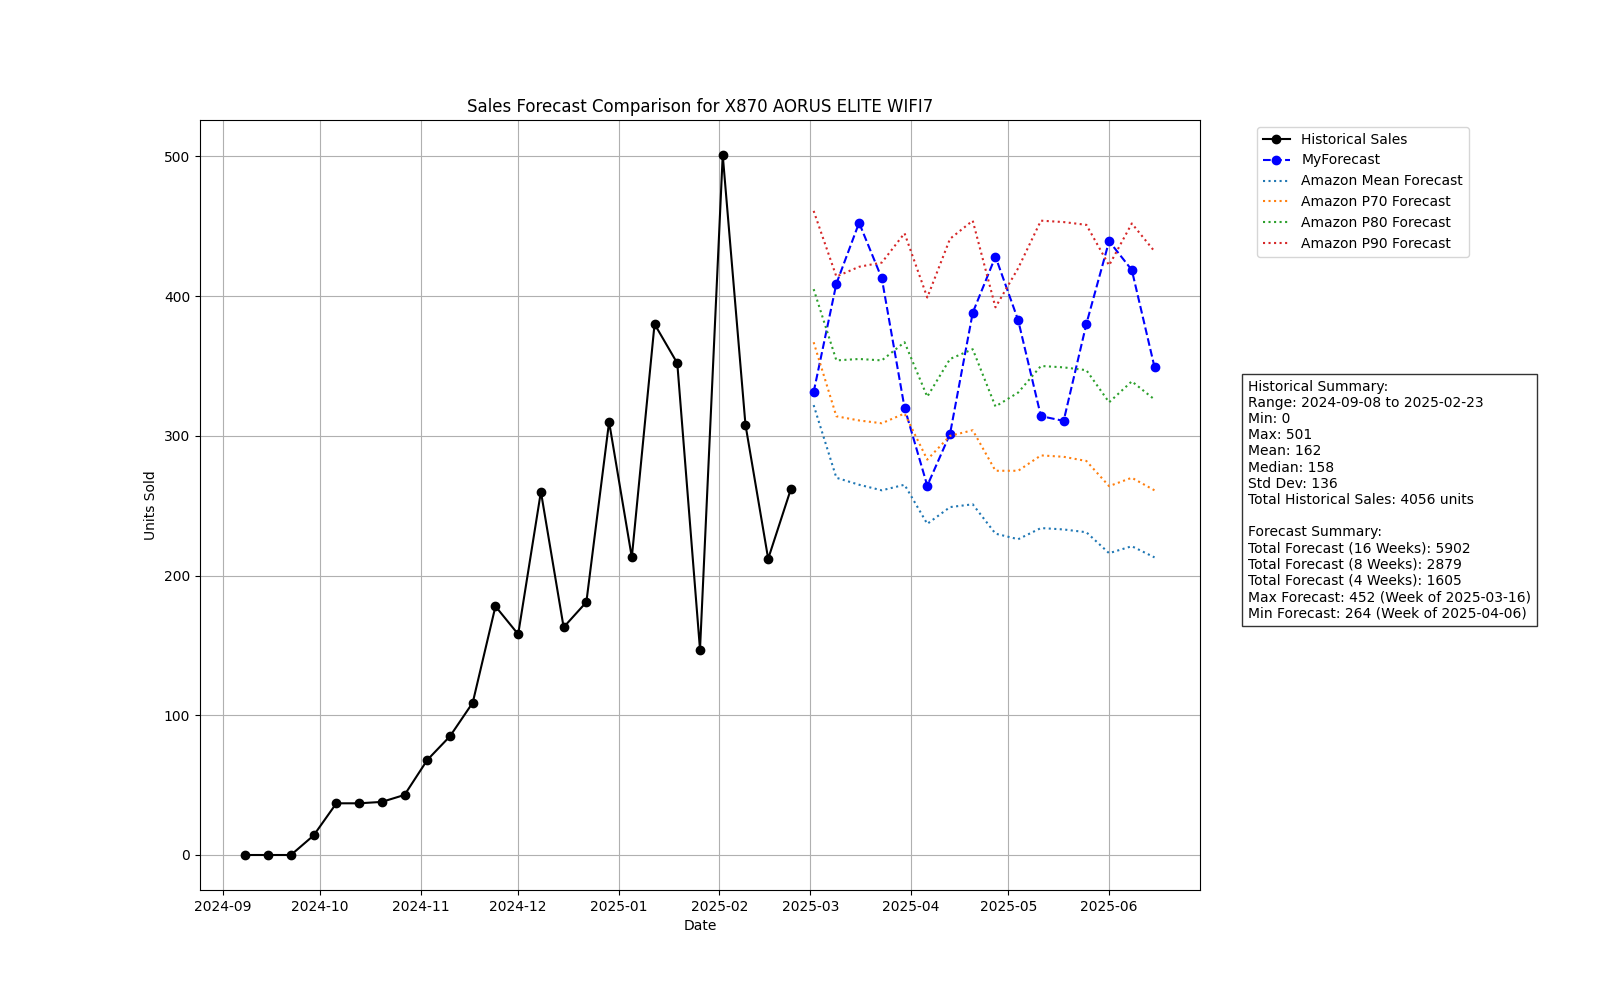 Sales Forecast Comparison for X870 AORUS ELITE WIFI7
Historical Sales
MyForecast
Amazon Mean Forecast
Amazon P70 Forecast
Amazon P80 Forecast
Amazon P90 Forecast
500
400
300
200
100
0
Units Sold
2024-09
2024-10
2024-11
2024-12
2025-01
2025-02
2025-03
2025-04
2025-05
2025-06
Date
Historical Summary:
Range: 2024-09-08 to 2025-02-23
Min: 0
Max: 501
Mean: 162
Median: 158
Std Dev: 136
Total Historical Sales: 4056 units
Forecast Summary:
Total Forecast (16 Weeks): 5902
Total Forecast (8 Weeks): 2879
Total Forecast (4 Weeks): 1605
Max Forecast: 452 (Week of 2025-03-16)
Min Forecast: 264 (Week of 2025-04-06)